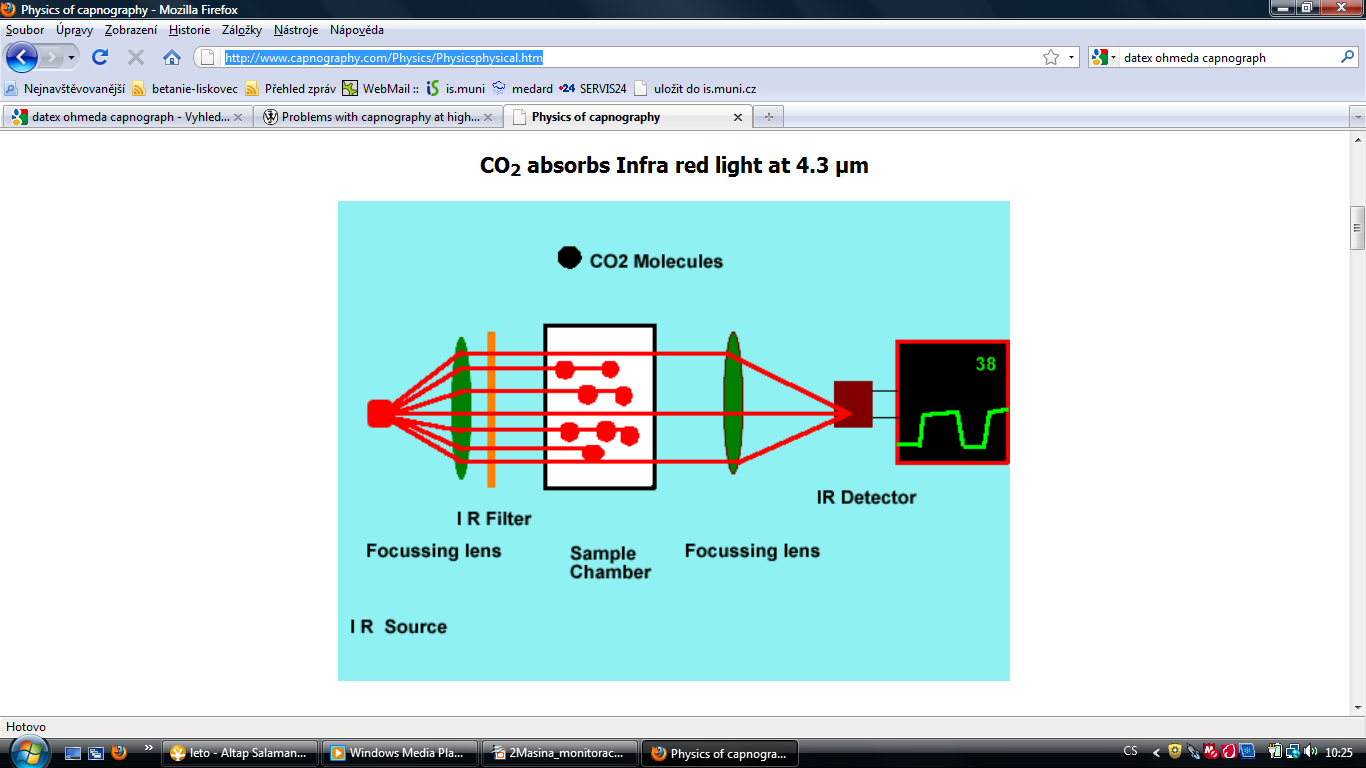 Physics of capnography - Mozilla Firefox
Soubor Úpravy Zobrazení Historie Záložky Nástroje Nápověda
http://www.capnography.com/Physics/Physicsphysical.htm datex ohmeda capnograph
Nejnavštěvovanější betanie-liskovec Přehled zpráv WebMail :: is.muni medard SERVIS24 uložit do is.muni.cz
datex ohmeda capnograph - Vyhled... Problems with capnography at high... Physics of capnography
CO2 absorbs Infra red light at 4.3 µm
CO2 Molecules
38
IR Detector
I R Filter
Focussing lens
Sample
Chamber
Focussing lens
I R Source
Hotovo
leto - Altap Salaman... Windows Media Pla... 2Masina_monitorac... Physics of capnogra... CS 10:25